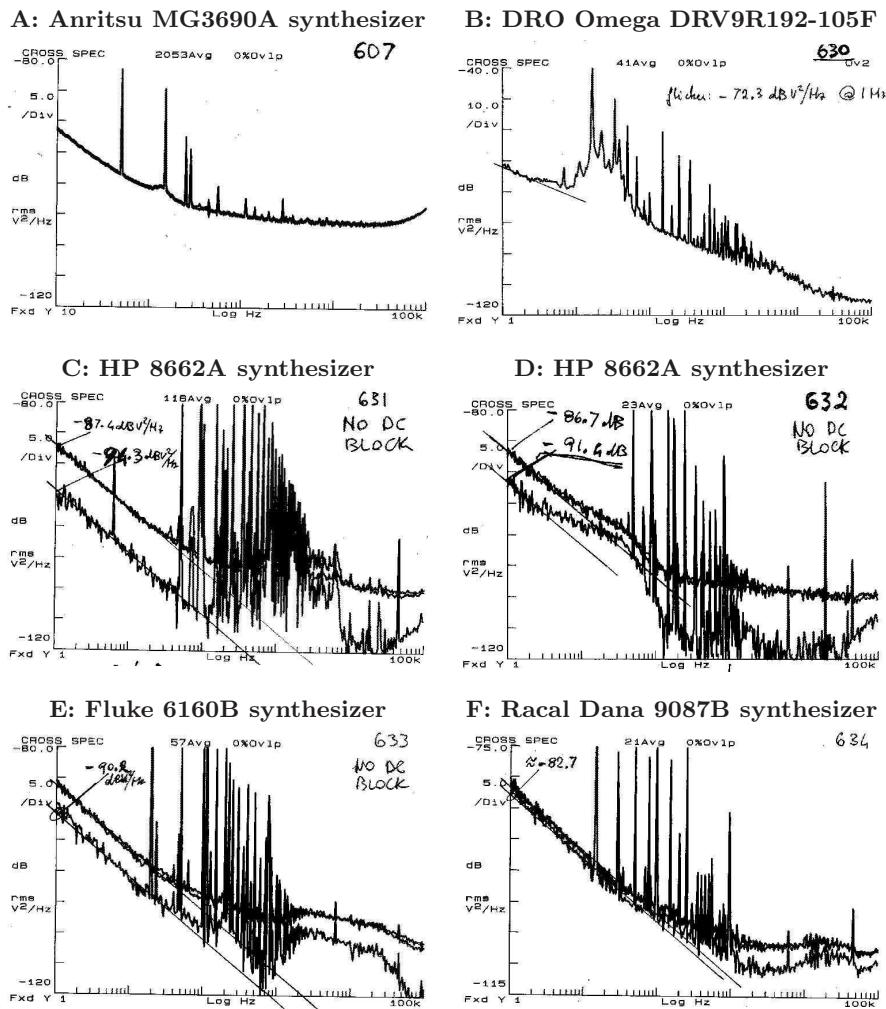 A: Anritsu MG3690A synthesizer
CROSS SPEC 2053Avg 0%Ovlp 607
-80.0
5.0
/Div
dB
rms
V²/Hz
-120
Fxd Y 10 Log Hz 100k
B: DRO Omega DRV9R192-105F
CROSS SPEC 41Avg 0%Ovlp 630
Ov2
-40.0
flicker: -72.3 dBV²/Hz @ 1 Hz
10.0
/Div
dB
rms
V²/Hz
-120
Fxd Y 1 Log Hz 100k
C: HP 8662A synthesizer
CROSS SPEC 118Avg 0%Ovlp 631
-80.0
NO DC
BLOCK
-87.4 dBV²/Hz
5.0
/Div
dB
rms
V²/Hz
-120
Fxd Y 1 Log Hz 100k
D: HP 8662A synthesizer
CROSS SPEC 23Avg 0%Ovlp 632
-80.0
NO DC
BLOCK
-86.7 dB
-91.4 dB
5.0
/Div
dB
rms
V²/Hz
-120
Fxd Y 1 Log Hz 100k
E: Fluke 6160B synthesizer
CROSS SPEC 57Avg 0%Ovlp 633
-80.0
NO DC
BLOCK
5.0
/Div
dB
rms
V²/Hz
-120
Fxd Y 1 Log Hz 100k
F: Racal Dana 9087B synthesizer
CROSS SPEC 21Avg 0%Ovlp 634
-75.0
≈-82.7
5.0
/Div
dB
rms
V²/Hz
-115
Fxd Y 1 Log Hz 100k